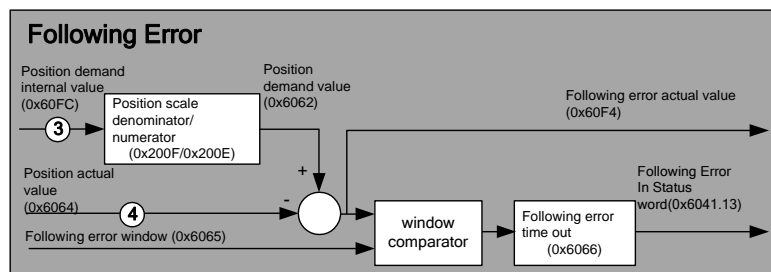 Following Error
Position demand
internal value
(0x60FC)
Position
demand value
(0x6062)
Position scale
denominator/
numerator
(0x200F/0x200E)
3
Following error actual value
(0x60F4)
+
Position actual
value
(0x6064)
-
4
Following Error
In Status
word(0x6041.13)
Following error window (0x6065)
window
comparator
Following error
time out
(0x6066)